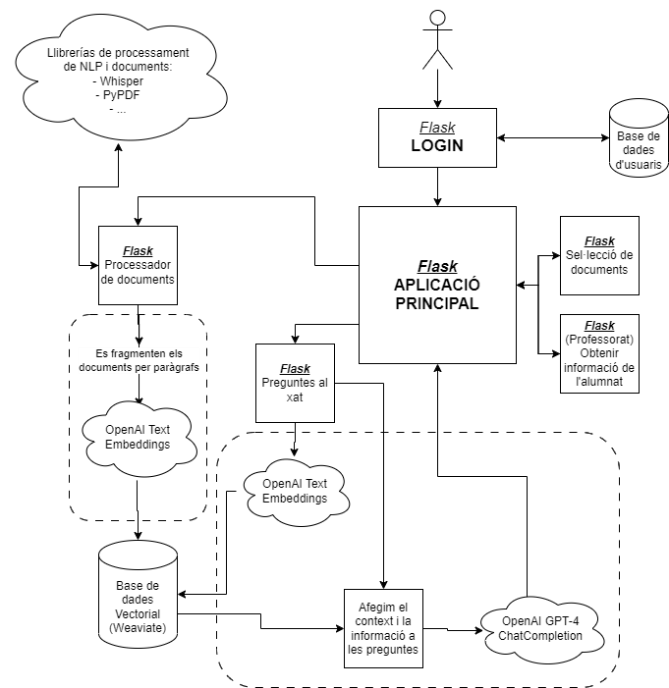 Llibrerías de processament
de NLP i documents:
- Whisper
- PyPDF
- ...
Flask
LOGIN
Base de
dades
d'usuaris
Flask
Processador
de documents
Flask
APLICACIÓ
PRINCIPAL
Flask
Sel·lecció de
documents
Flask
(Professorat)
Obtenir
informació de
l'alumnat
Es fragmenten els
documents per paràgrafs
Flask
Preguntes al
xat
OpenAI Text
Embeddings
OpenAI Text
Embeddings
Base de
dades
Vectorial
(Weaviate)
Afegim el
context i la
informació a
les preguntes
OpenAI GPT-4
ChatCompletion